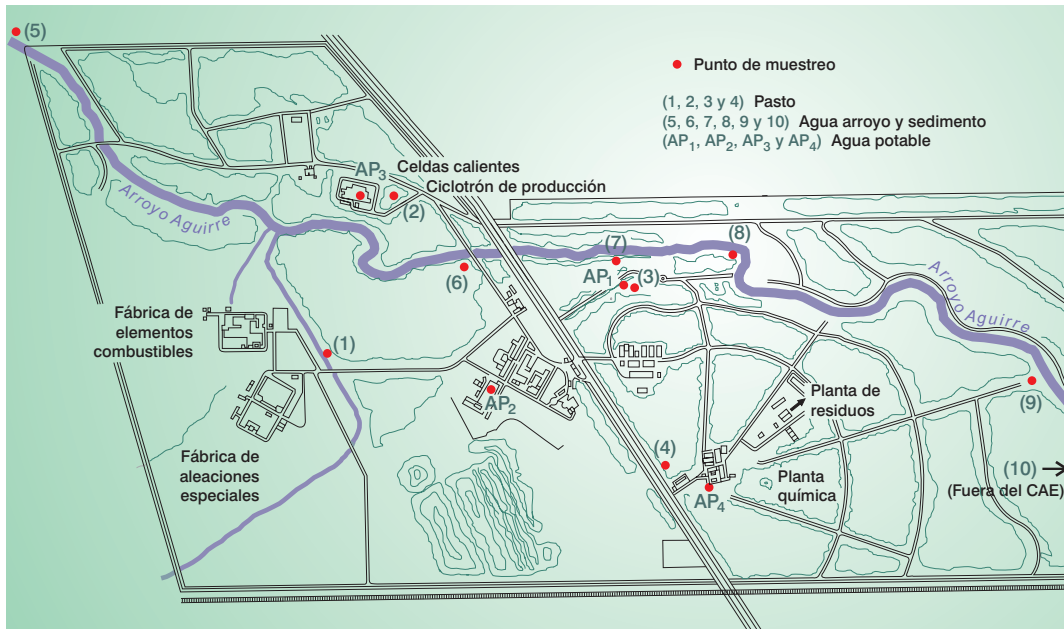 (5)
Punto de muestreo
(1, 2, 3 y 4) Pasto
(5, 6, 7, 8, 9 y 10) Agua arroyo y sedimento
(AP₁, AP₂, AP₃ y AP₄) Agua potable
AP₃
Celdas calientes
Ciclotrón de producción
(2)
Arroyo Aguirre
(7)
(8)
(6)
AP₁
(3)
Arroyo Aguirre
Fábrica de
elementos
combustibles
(1)
AP₂
Planta de
residuos
(9)
Fábrica de
aleaciones
especiales
(4)
AP₄
Planta
química
(10)
(Fuera del CAE)